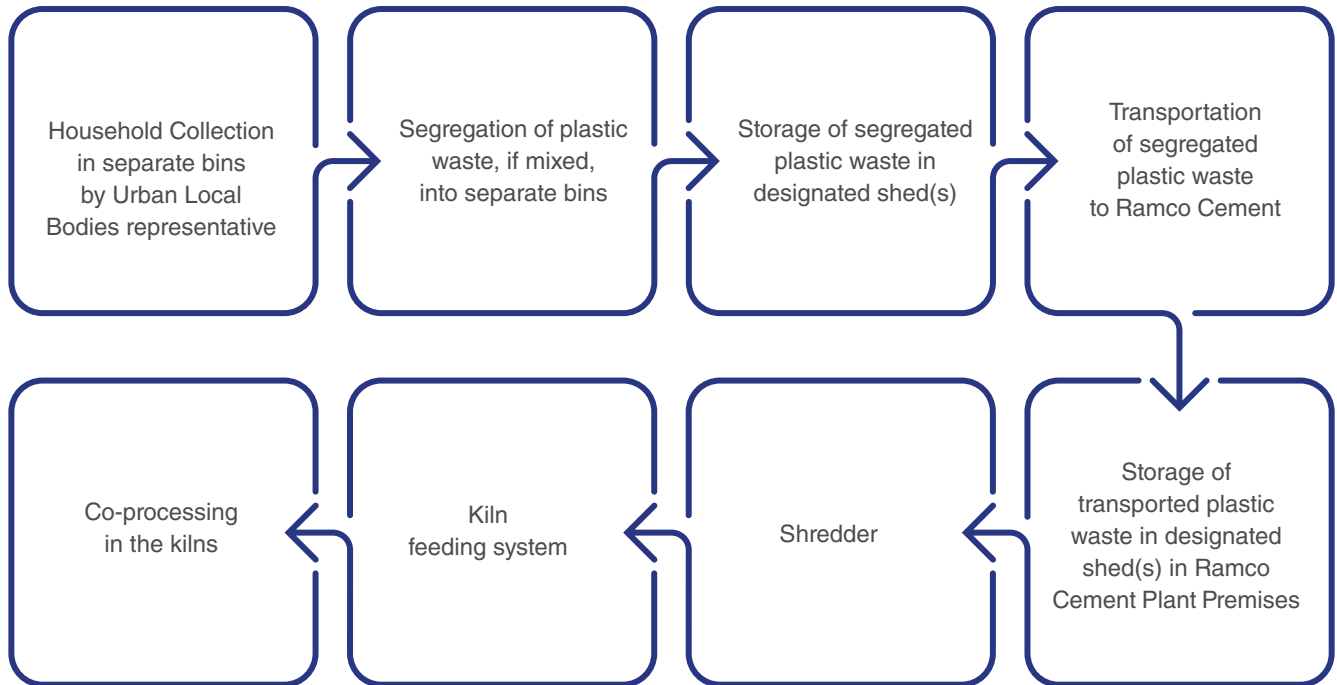 Household Collection
in separate bins
by Urban Local
Bodies representative
Segregation of plastic
waste, if mixed,
into separate bins
Storage of segregated
plastic waste in
designated shed(s)
Transportation
of segregated
plastic waste
to Ramco Cement
Storage of
transported plastic
waste in designated
shed(s) in Ramco
Cement Plant Premises
Shredder
Kiln
feeding system
Co-processing
in the kilns